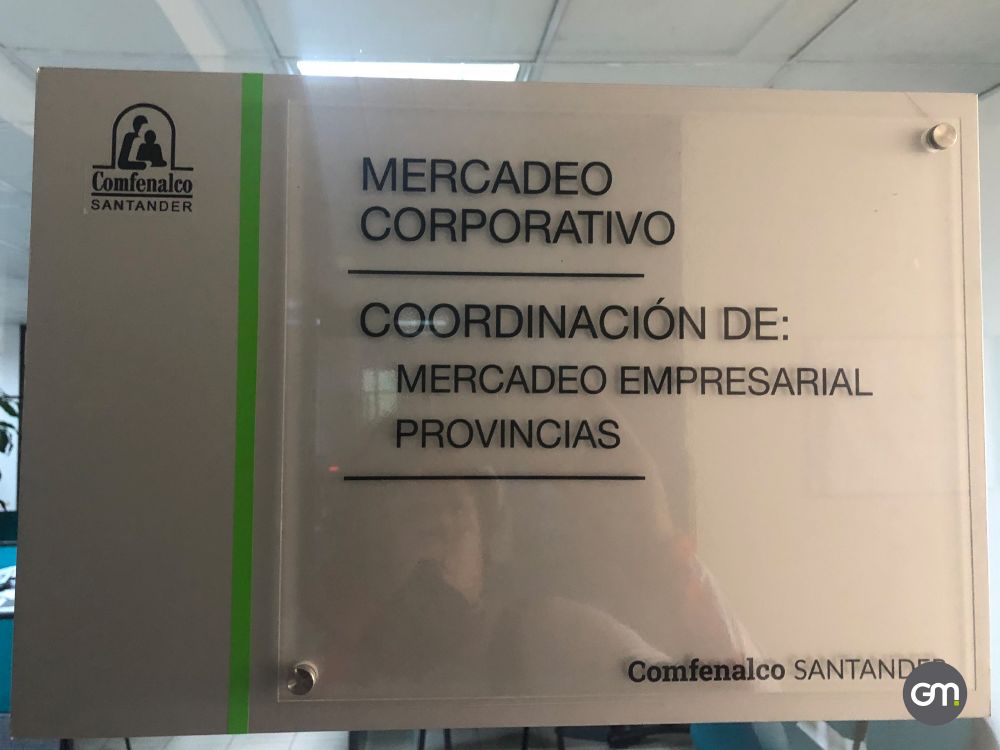 Comfenalco
SANTANDER
MERCADEO
CORPORATIVO
COORDINACIÓN DE:
MERCADEO EMPRESARIAL
PROVINCIAS
Comfenalco SANTANDER
GM.